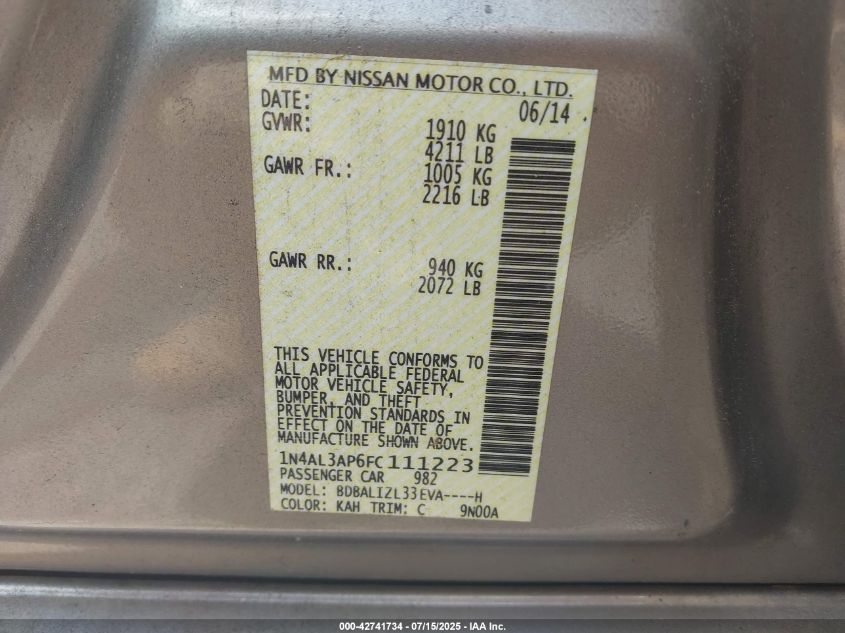 MFD BY NISSAN MOTOR CO., LTD.
DATE: 06/14
GVWR: 1910 KG
4211 LB
GAWR FR.: 1005 KG
2216 LB
GAWR RR.: 940 KG
2072 LB
THIS VEHICLE CONFORMS TO
ALL APPLICABLE FEDERAL
MOTOR VEHICLE SAFETY,
BUMPER, AND THEFT
PREVENTION STANDARDS IN
EFFECT ON THE DATE OF
MANUFACTURE SHOWN ABOVE.
1N4AL3AP6FC111223
PASSENGER CAR 982
MODEL: BDBALIZL33EVA----H
COLOR: KAH TRIM: C 9N00A
000-42741734 - 07/15/2025 - IAA Inc.